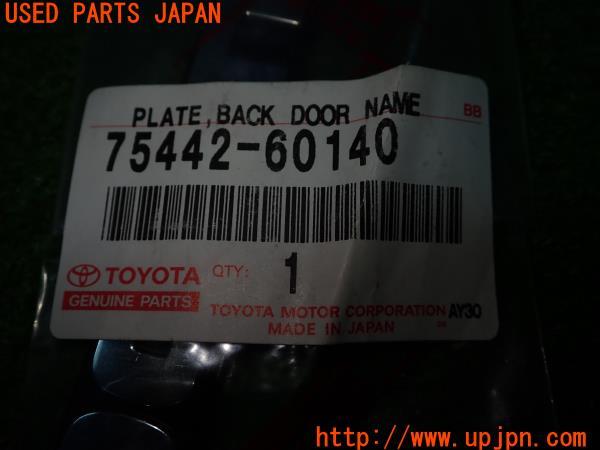 USED PARTS JAPAN
PLATE, BACK DOOR NAME BB
75442-60140
TOYOTA QTY: 1
GENUINE PARTS
TOYOTA MOTOR CORPORATION AY30
MADE IN JAPAN
http://www.upjpn.com/